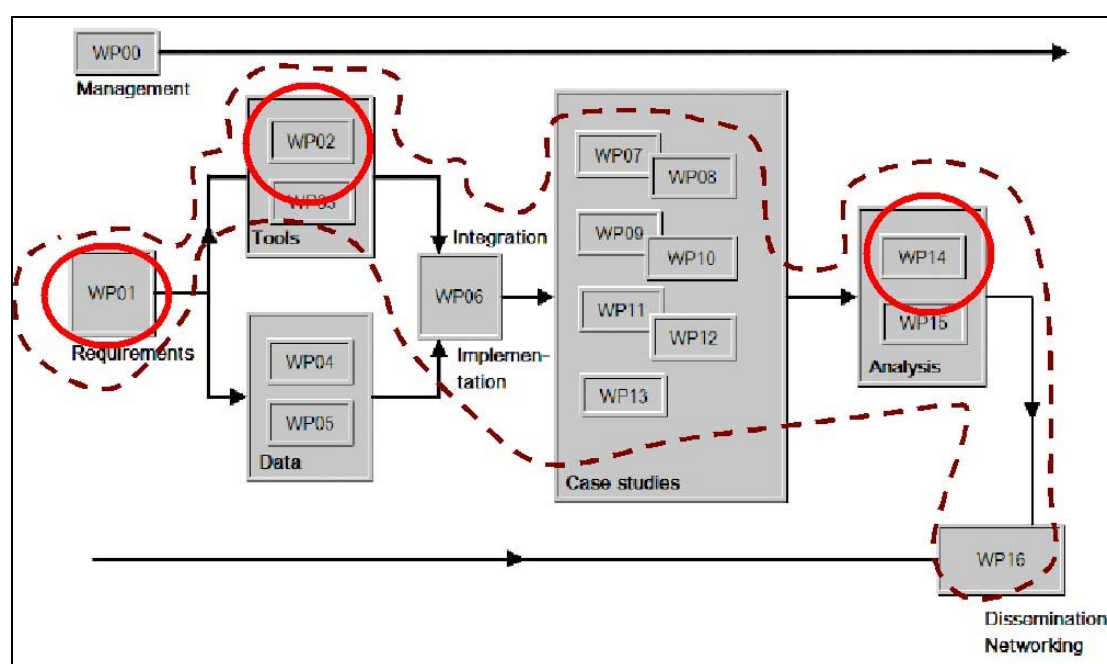 WP00
Management
WP02
WP03
Tools
WP01
Requirements
WP04
WP05
Data
Integration
WP06
Implemen-
tation
WP07
WP08
WP09
WP10
WP11
WP12
WP13
Case studies
WP14
WP15
Analysis
WP16
Dissemination
Networking